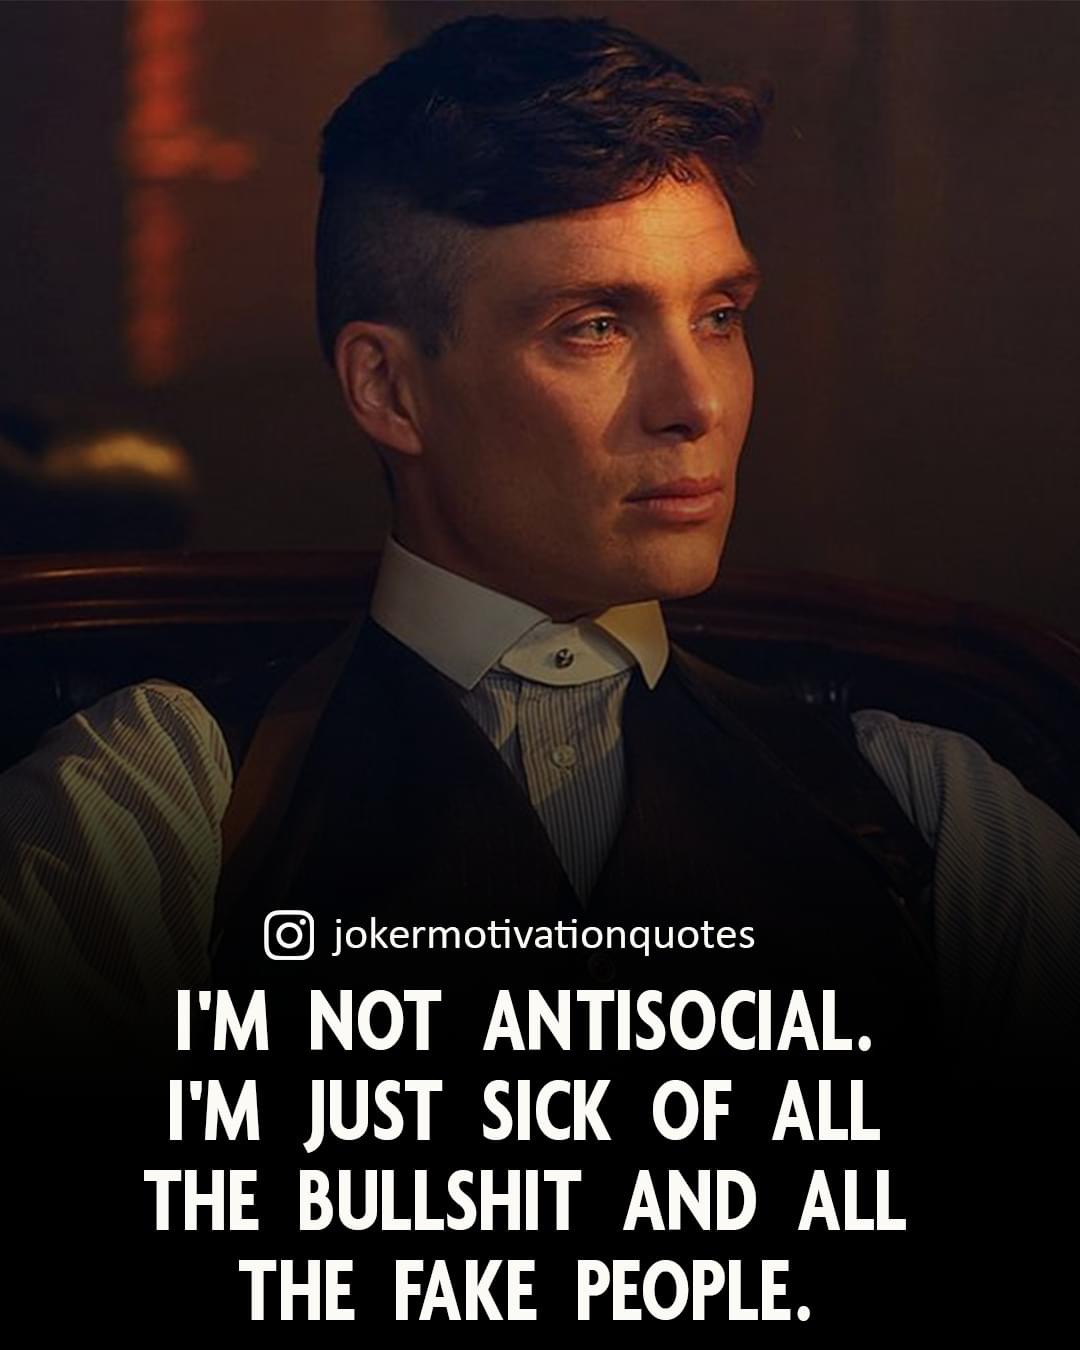 jokermotivationquotes
I'M NOT ANTISOCIAL.
I'M JUST SICK OF ALL
THE BULLSHIT AND ALL
THE FAKE PEOPLE.